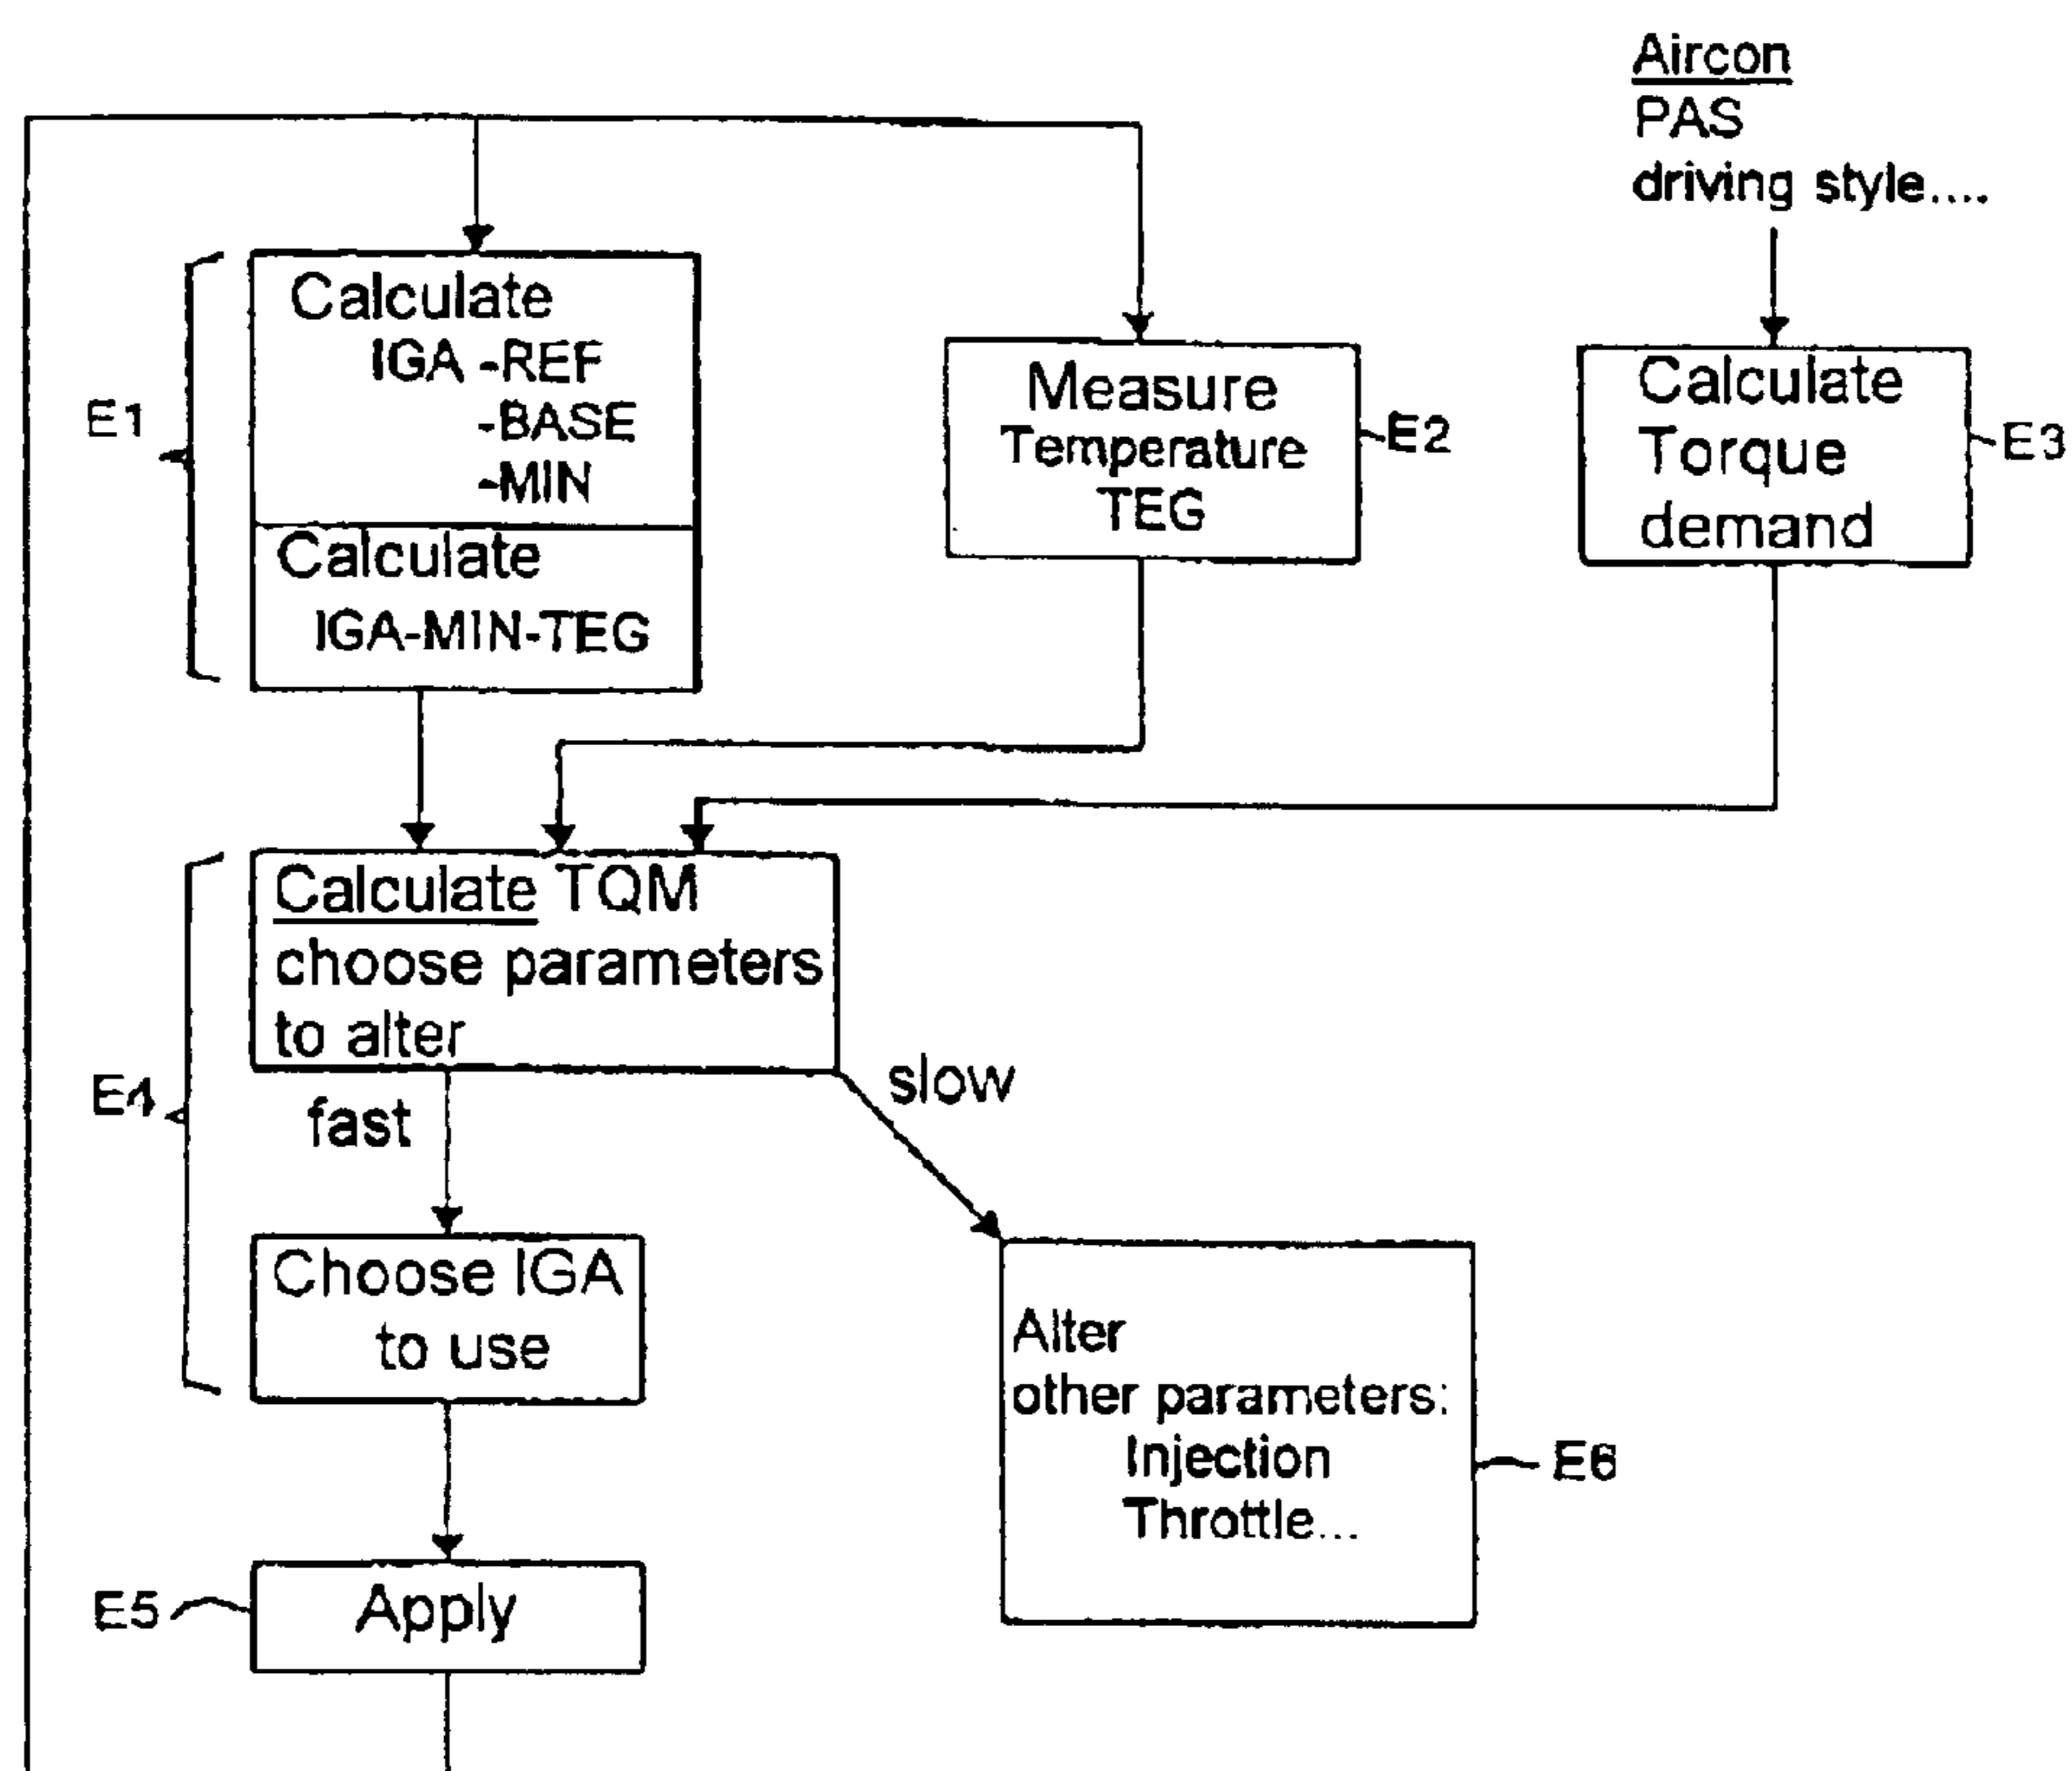 Aircon
PAS
driving style....
E1
Calculate
IGA -REF
-BASE
-MIN
Calculate
IGA-MIN-TEG
Measure
Temperature
TEG
E2
Calculate
Torque
demand
E3
E4
Calculate TQM
choose parameters
to alter
fast
slow
Choose IGA
to use
Alter
other parameters:
Injection
Throttle...
E6
E5
Apply